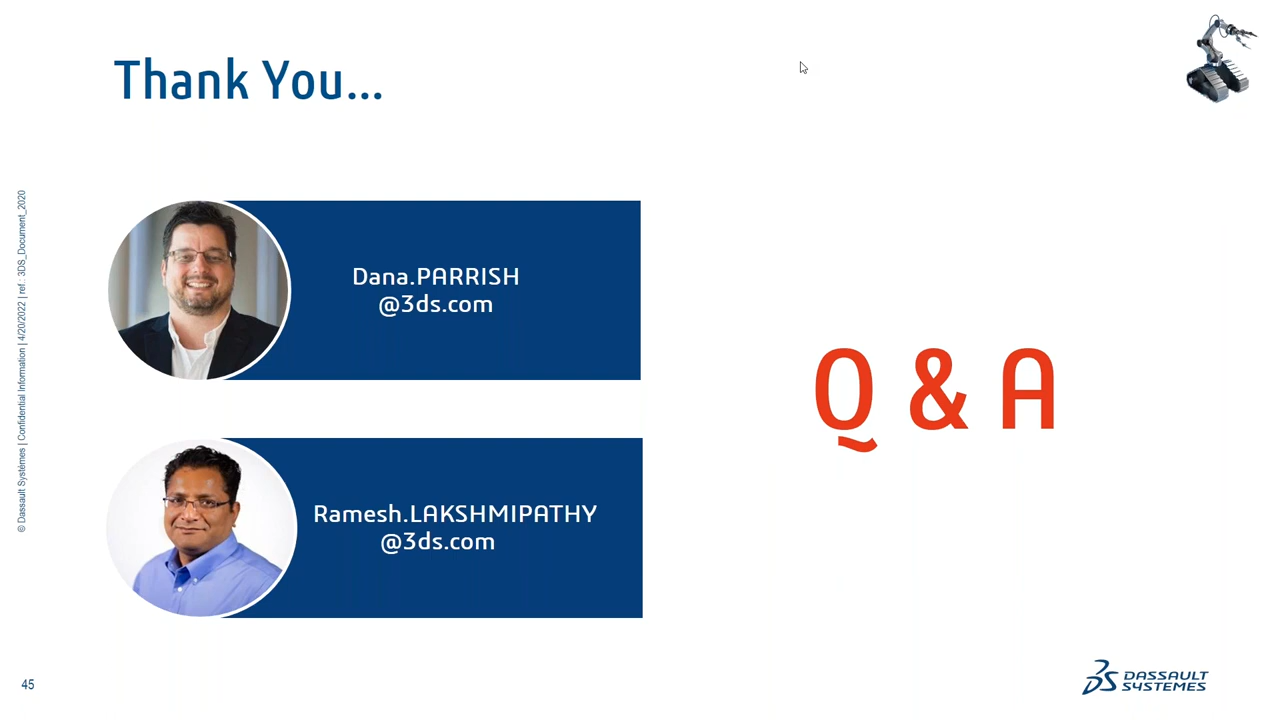 Thank You...
Dana.PARRISH
@3ds.com
Q & A
Ramesh.LAKSHMIPATHY
@3ds.com
© Dassault Systèmes | Confidential Information | 4/20/2022 | ref.: 3DS_Document_2020
45
DASSAULT
SYSTEMES